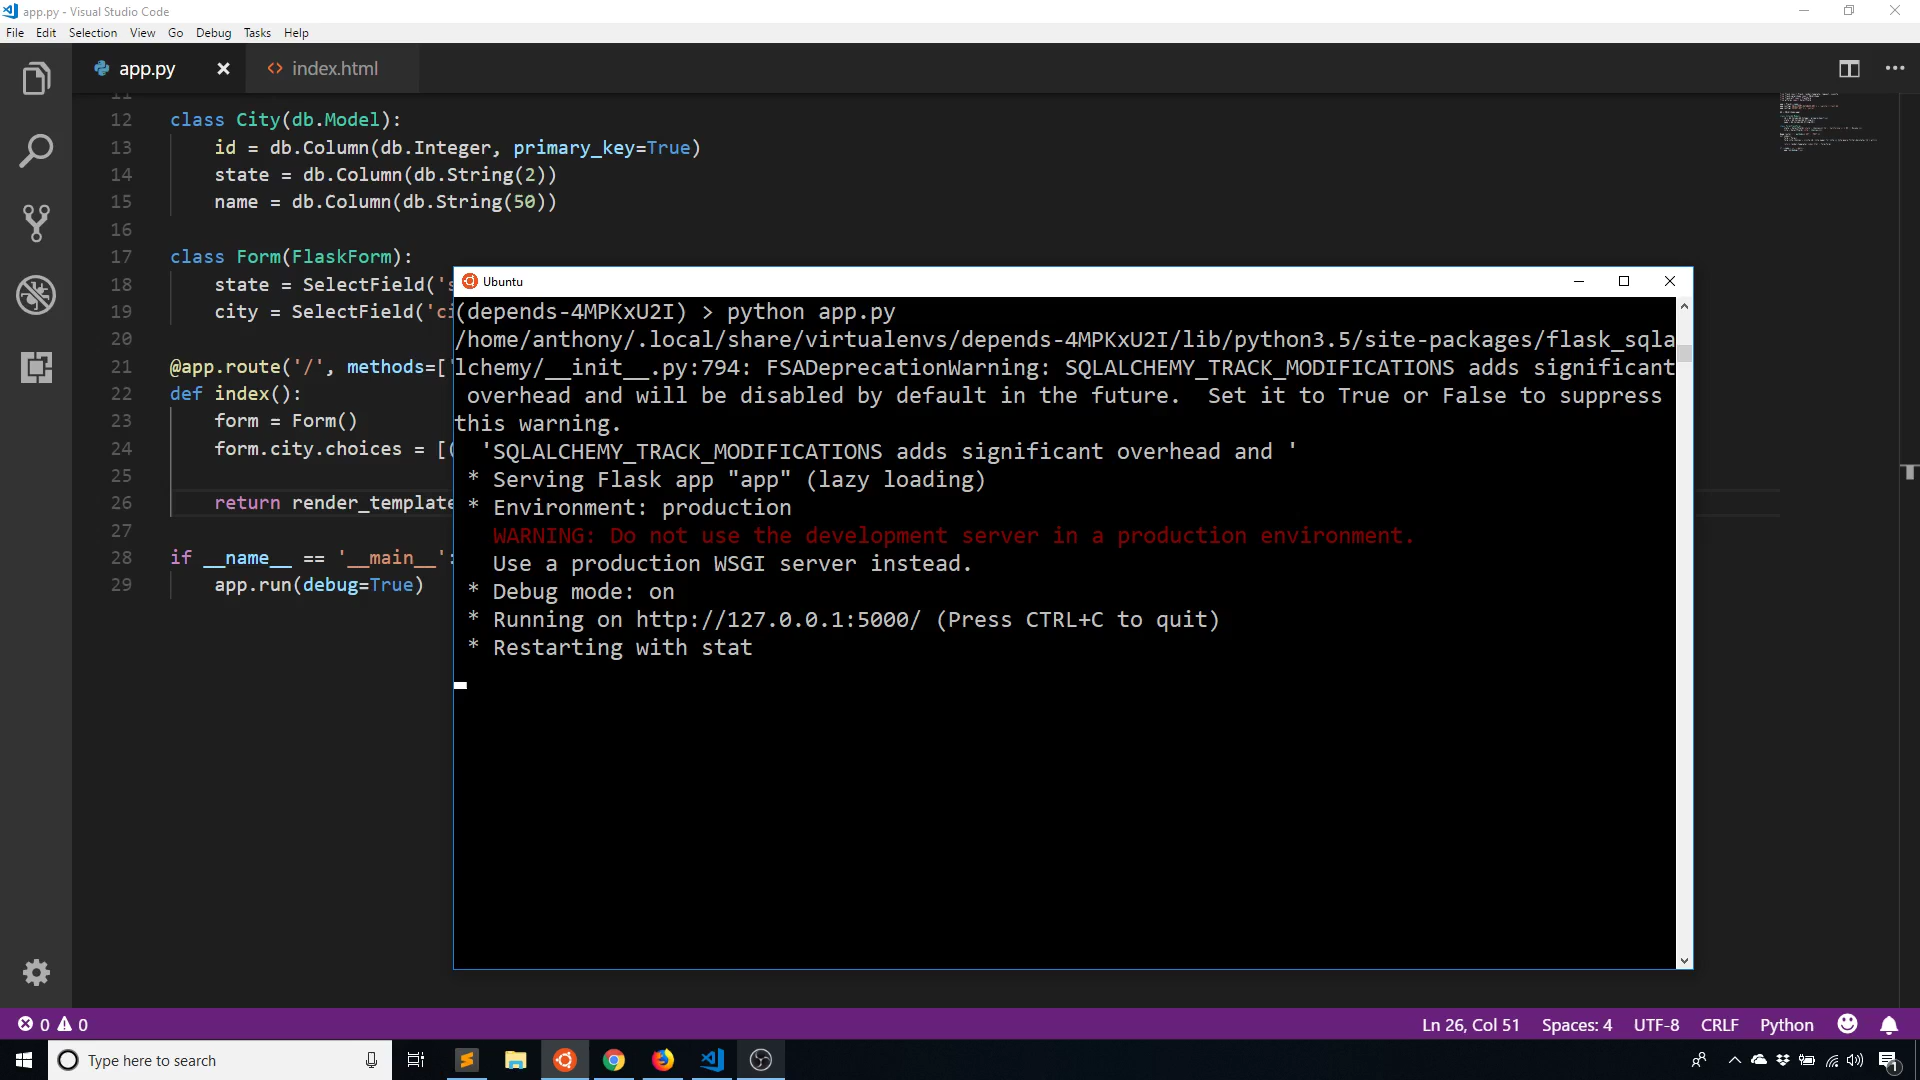 app.py - Visual Studio Code
File Edit Selection View Go Debug Tasks Help
app.py index.html
11
12 class City(db.Model):
13 id = db.Column(db.Integer, primary_key=True)
14 state = db.Column(db.String(2))
15 name = db.Column(db.String(50))
16
17 class Form(FlaskForm):
18 state = SelectField('s
19 city = SelectField('ci
20
21 @app.route('/', methods=['
22 def index():
23 form = Form()
24 form.city.choices = [(
25
26 return render_template
27
28 if __name__ == '__main__':
29 app.run(debug=True)
Ubuntu
(depends-4MPKxU2I) > python app.py
/home/anthony/.local/share/virtualenvs/depends-4MPKxU2I/lib/python3.5/site-packages/flask_sqla
lchemy/__init__.py:794: FSADeprecationWarning: SQLALCHEMY_TRACK_MODIFICATIONS adds significant
overhead and will be disabled by default in the future.  Set it to True or False to suppress
this warning.
'SQLALCHEMY_TRACK_MODIFICATIONS adds significant overhead and '
* Serving Flask app "app" (lazy loading)
* Environment: production
WARNING: Do not use the development server in a production environment.
Use a production WSGI server instead.
* Debug mode: on
* Running on http://127.0.0.1:5000/ (Press CTRL+C to quit)
* Restarting with stat
0 0 Ln 26, Col 51 Spaces: 4 UTF-8 CRLF Python
Type here to search 1